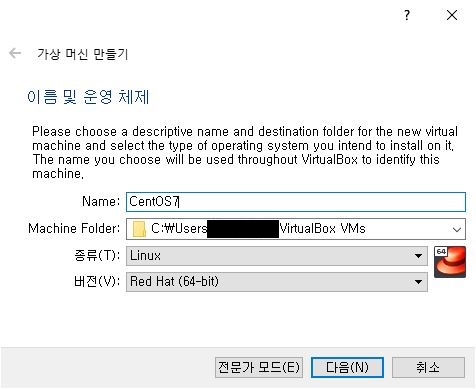 가상 머신 만들기
이름 및 운영 체제
Please choose a descriptive name and destination folder for the new virtual
machine and select the type of operating system you intend to install on it.
The name you choose will be used throughout VirtualBox to identify this
machine.
Name: CentOS7
Machine Folder: C:₩Users VirtualBox VMs
종류(T): Linux
64
버전(V): Red Hat (64-bit)
전문가 모드(E) 다음(N) 취소